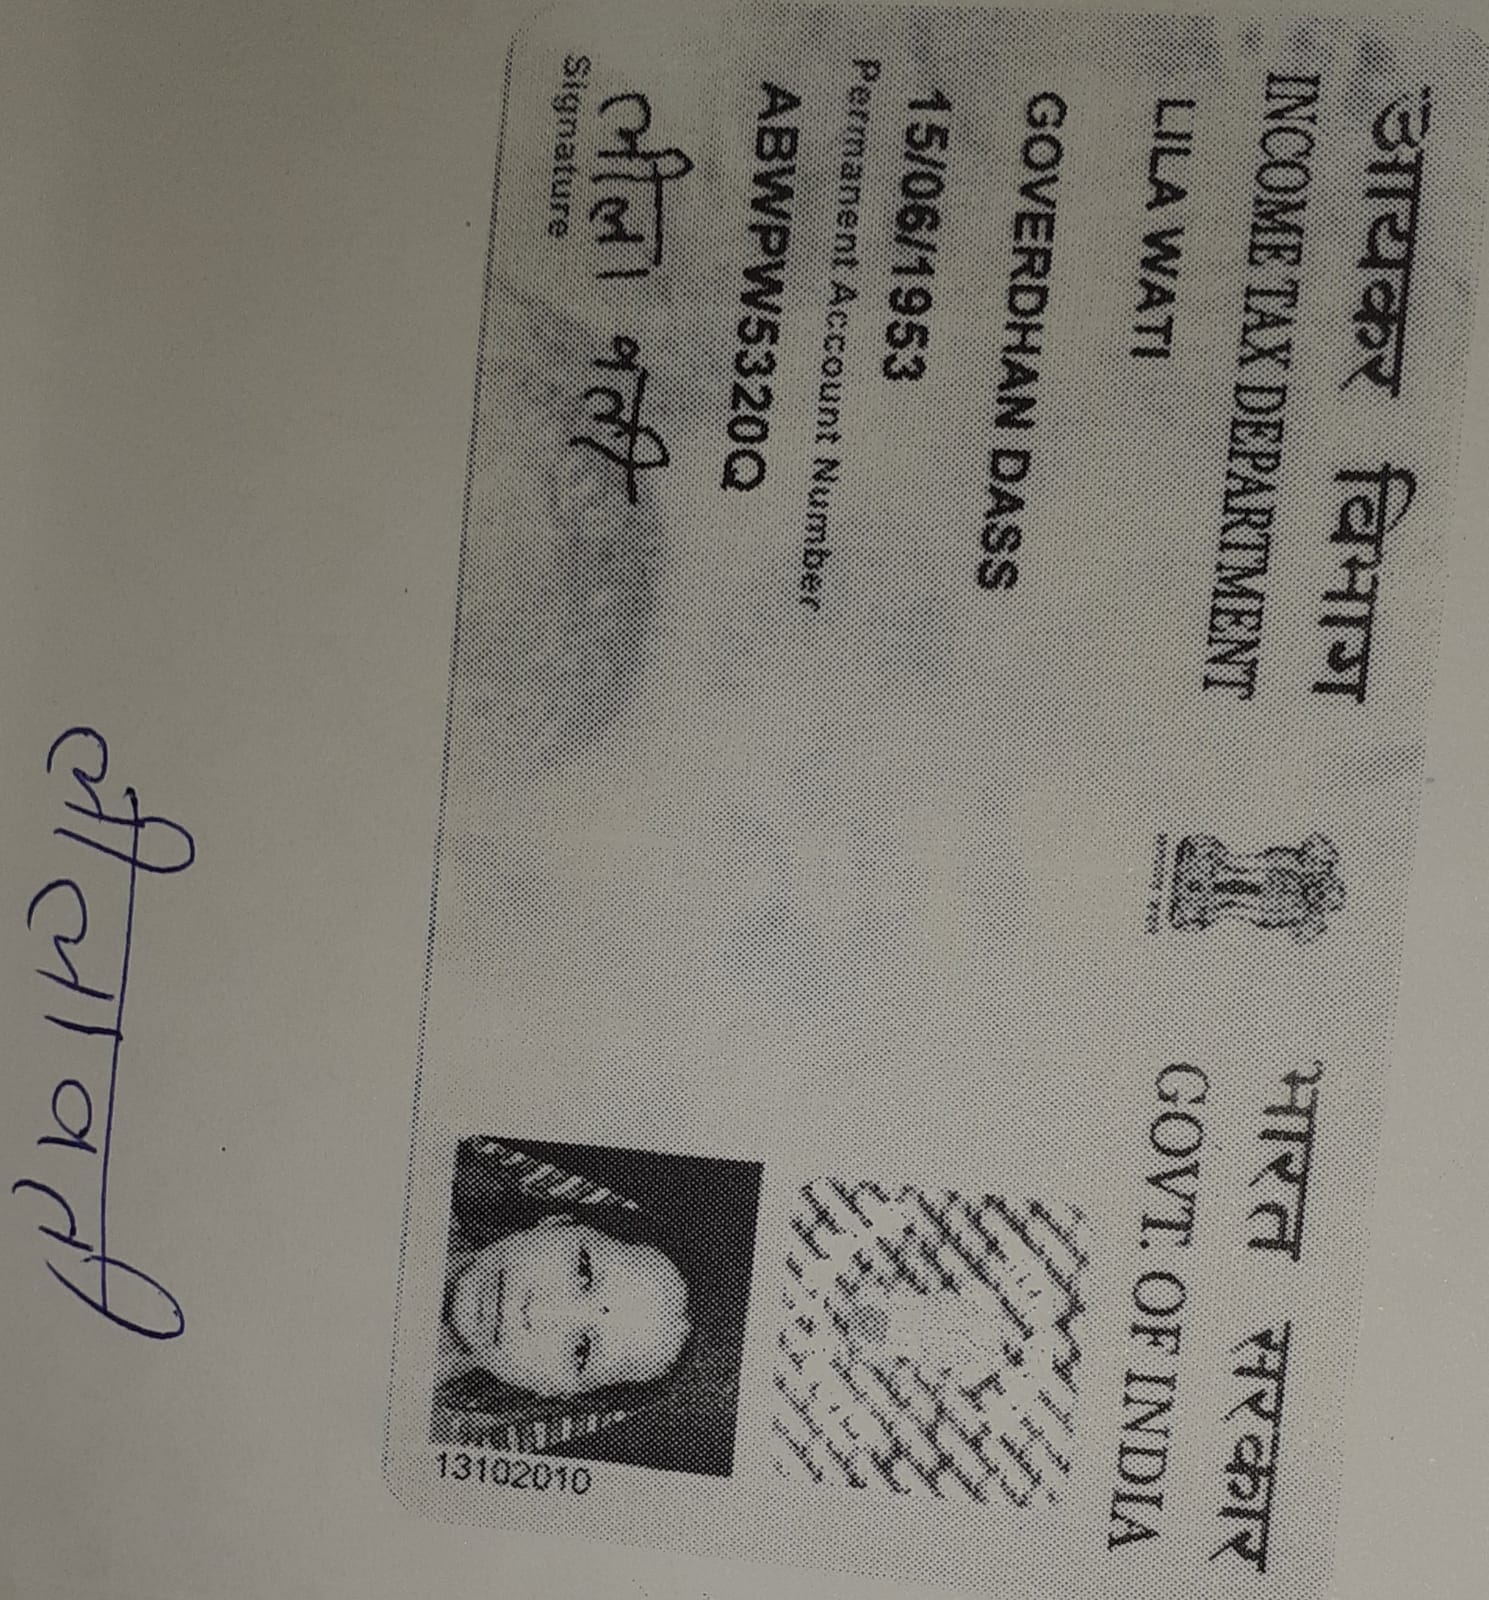 आयकर विभाग
INCOME TAX DEPARTMENT
भारत सरकार
GOVT. OF INDIA
LILA WATI
GOVERDHAN DASS
15/06/1953
Permanent Account Number
ABWPW5320Q
लीला वती
Signature
13102010
लीलावती